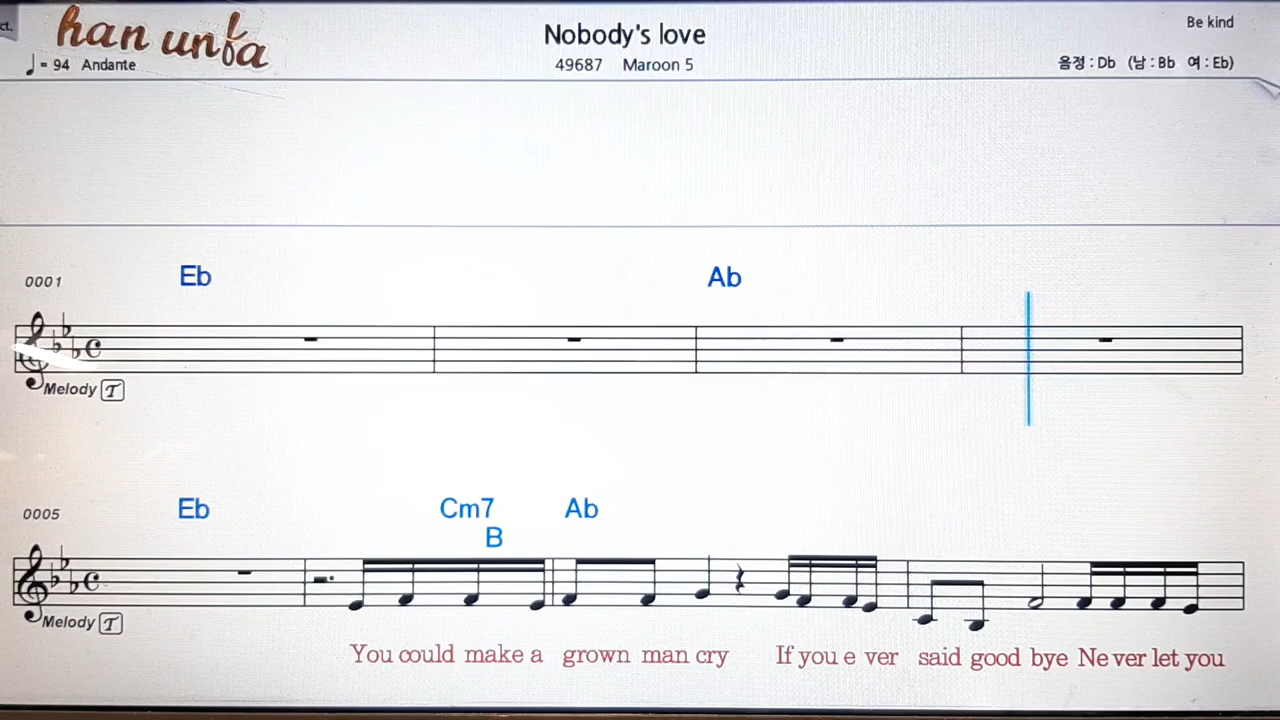 ct.
han unfa
Nobody's love
Be kind
♩ = 94 Andante
49687 Maroon 5
음정 : Db (남 : Bb 여 : Eb)
0001
Eb
Ab
Melody T
0005
Eb
Cm7
Ab
B
Melody T
You could make a grown man cry If you e ver said good bye Ne ver let you